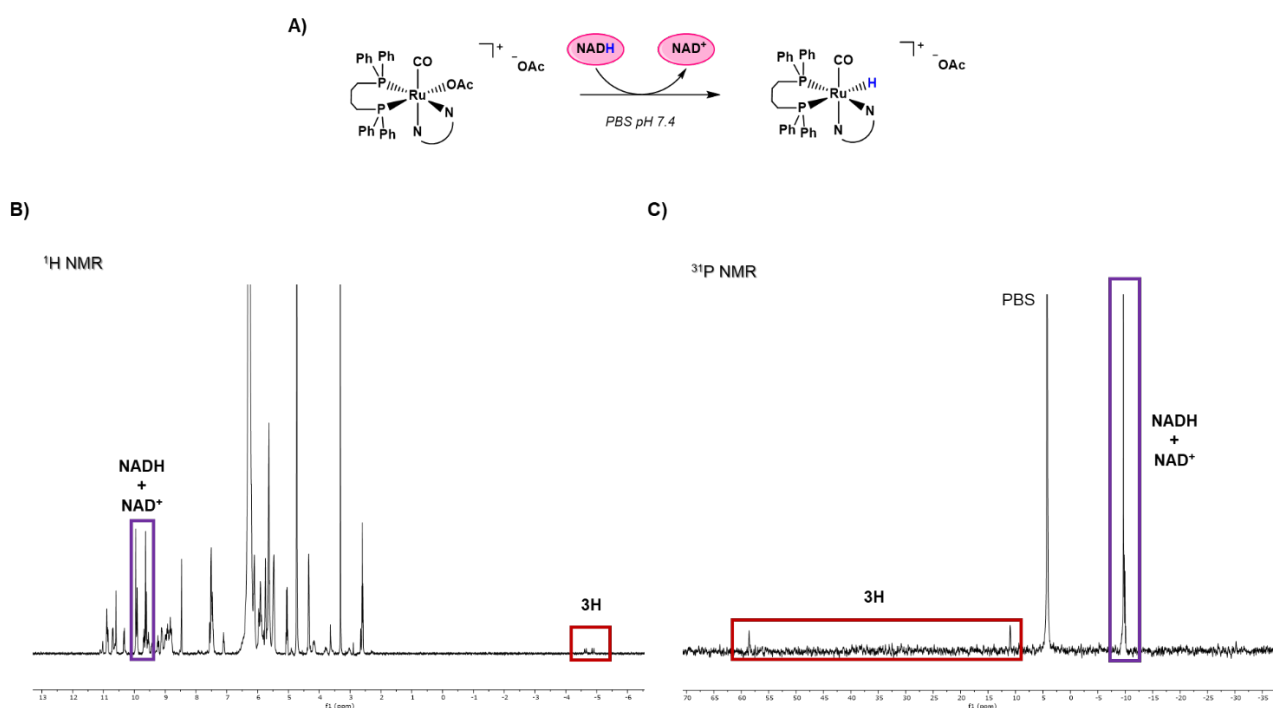 A)
Ph Ph
CO
⁻OAc
P
OAc
Ru
P
N
N
Ph Ph
+
NADH
NAD⁺
PBS pH 7.4
Ph Ph
CO
⁻OAc
P
H
Ru
P
N
N
Ph Ph
+
B)
¹H NMR
NADH
+
NAD⁺
3H
13 12 11 10 9 8 7 6 5 4 3 2 1 0 -1 -2 -3 -4 -5 -6
f1 (ppm)
C)
³¹P NMR
PBS
NADH
+
NAD⁺
3H
70 65 60 55 50 45 40 35 30 25 20 15 10 5 0 -5 -10 -15 -20 -25 -30 -35
f1 (ppm)